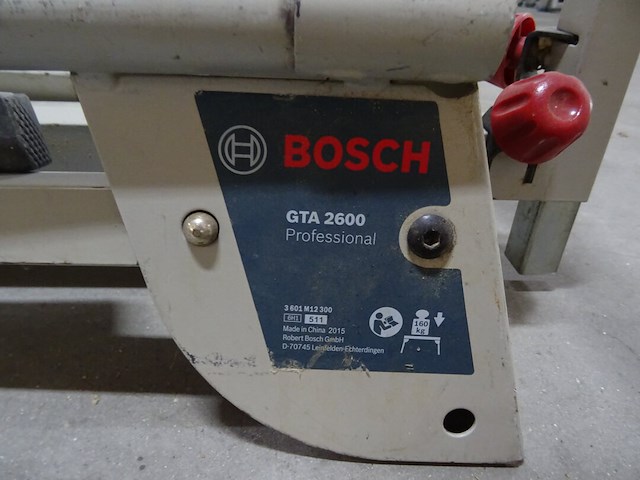 BOSCH
GTA 2600
Professional
3 601 M12 300
511
Made in China 2015
Robert Bosch GmbH
D-70745 Leinfelden-Echterdingen
160
kg